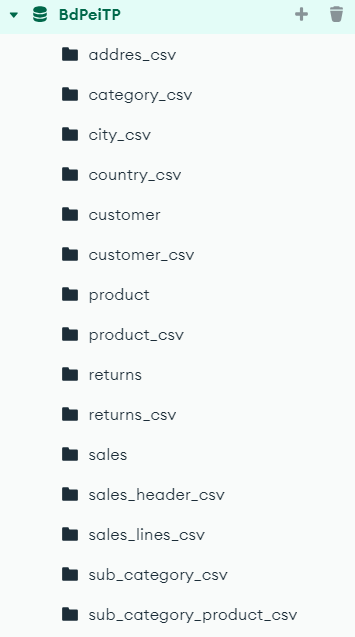 BdPeiTP
addres_csv
category_csv
city_csv
country_csv
customer
customer_csv
product
product_csv
returns
returns_csv
sales
sales_header_csv
sales_lines_csv
sub_category_csv
sub_category_product_csv